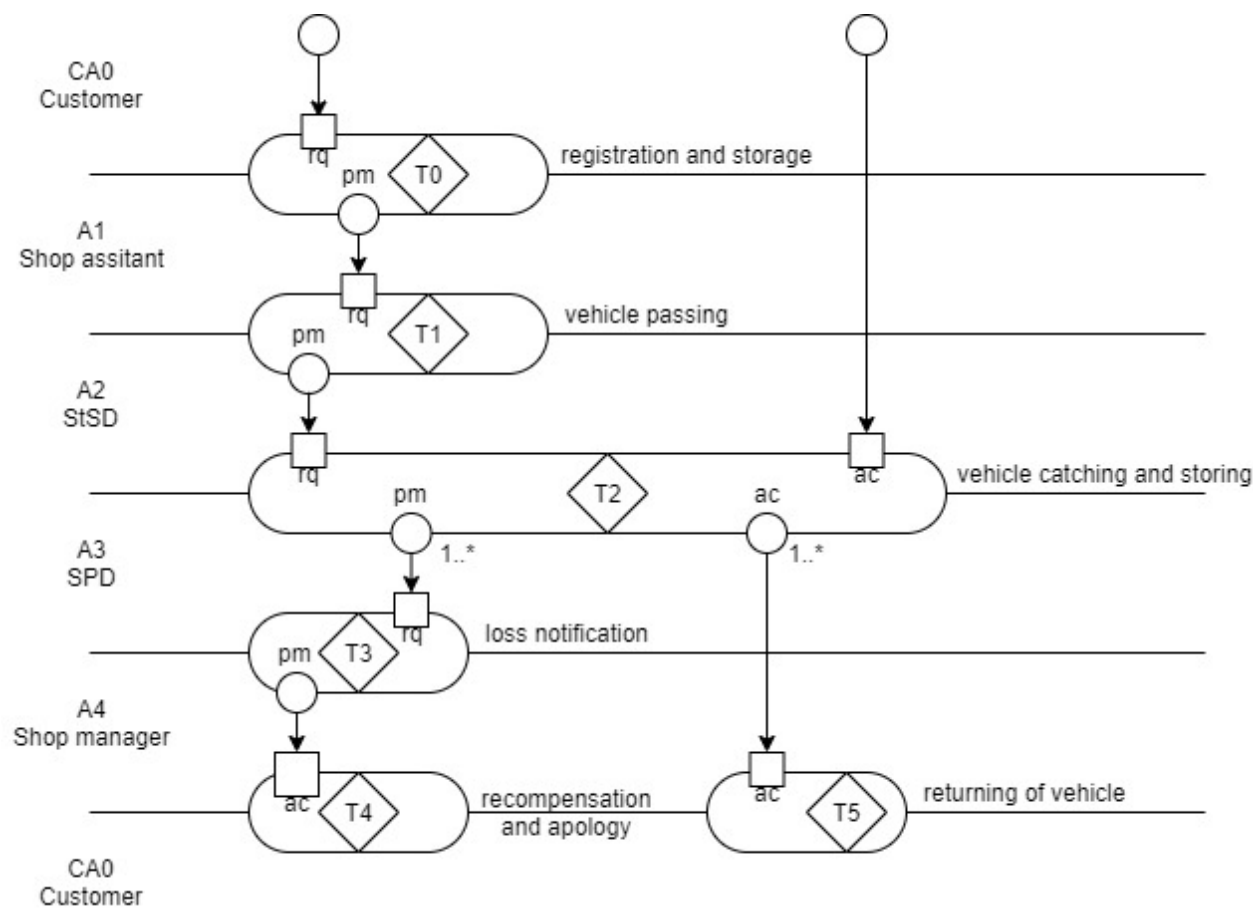 CA0
Customer
rq
T0
registration and storage
pm
A1
Shop assitant
rq
T1
vehicle passing
pm
A2
StSD
rq
ac
T2
vehicle catching and storing
pm
ac
1..*
1..*
A3
SPD
rq
T3
loss notification
pm
A4
Shop manager
ac
T4
recompensation
and apology
ac
T5
returning of vehicle
CA0
Customer